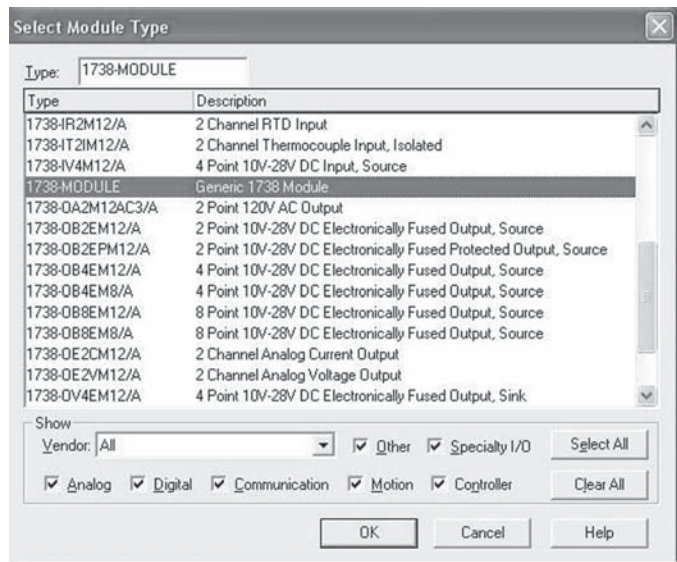 Select Module Type
Type: 1738-MODULE
Type Description
1738-IR2M12/A 2 Channel RTD Input
1738-IT2IM12/A 2 Channel Thermocouple Input, Isolated
1738-IV4M12/A 4 Point 10V-28V DC Input, Source
1738-MODULE Generic 1738 Module
1738-OA2M12AC3/A 2 Point 120V AC Output
1738-OB2EM12/A 2 Point 10V-28V DC Electronically Fused Output, Source
1738-OB2EPM12/A 2 Point 10V-28V DC Electronically Fused Protected Output, Source
1738-OB4EM12/A 4 Point 10V-28V DC Electronically Fused Output, Source
1738-OB4EM8/A 4 Point 10V-28V DC Electronically Fused Output, Source
1738-OB8EM12/A 8 Point 10V-28V DC Electronically Fused Output, Source
1738-OB8EM8/A 8 Point 10V-28V DC Electronically Fused Output, Source
1738-OE2CM12/A 2 Channel Analog Current Output
1738-OE2VM12/A 2 Channel Analog Voltage Output
1738-OV4EM12/A 4 Point 10V-28V DC Electronically Fused Output, Sink
Show
Vendor: All Other Specialty I/O Select All
Analog Digital Communication Motion Controller Clear All
OK Cancel Help